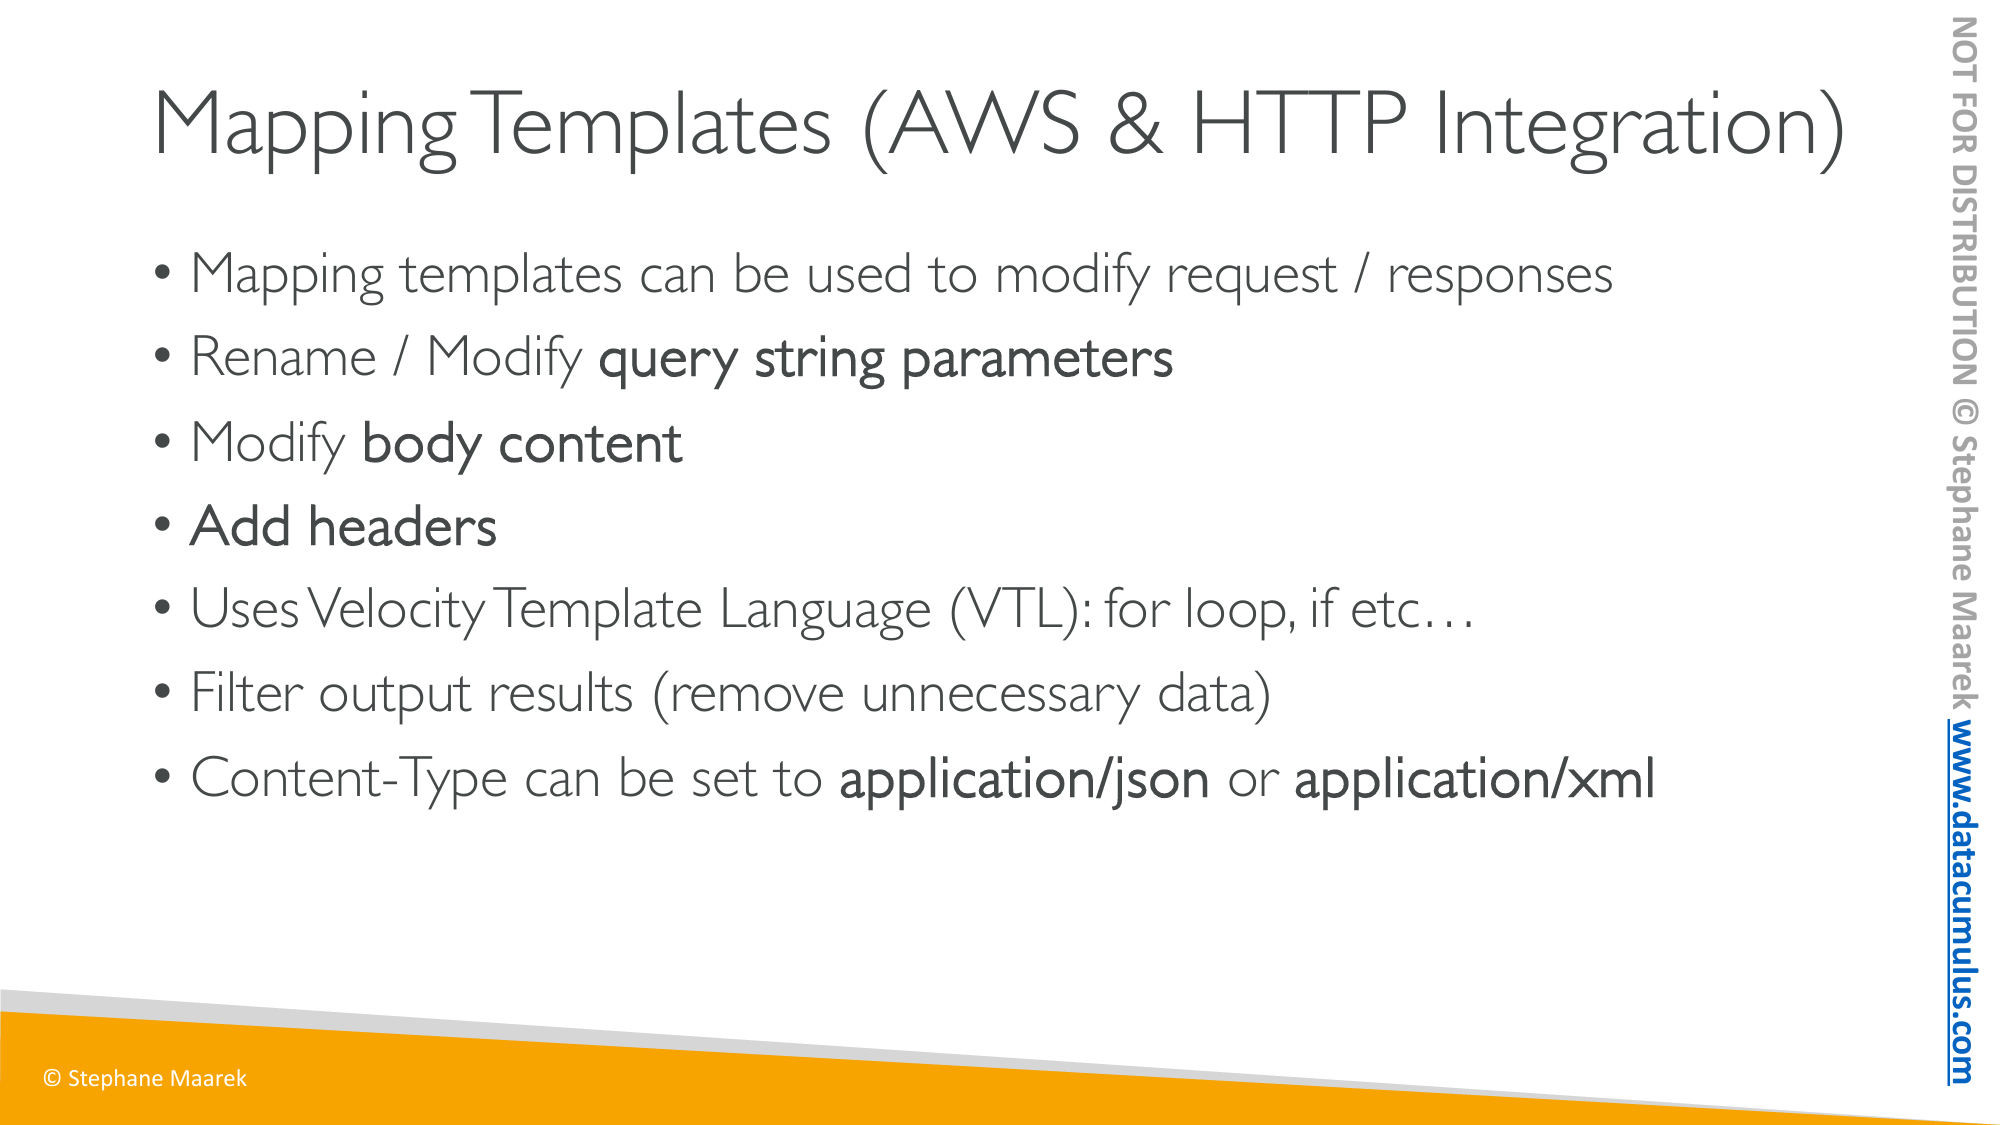 Mapping Templates (AWS & HTTP Integration)
• Mapping templates can be used to modify request / responses
• Rename / Modify query string parameters
• Modify body content
• Add headers
• Uses Velocity Template Language (VTL): for loop, if etc…
• Filter output results (remove unnecessary data)
• Content-Type can be set to application/json or application/xml
© Stephane Maarek
NOT FOR DISTRIBUTION © Stephane Maarek www.datacumulus.com